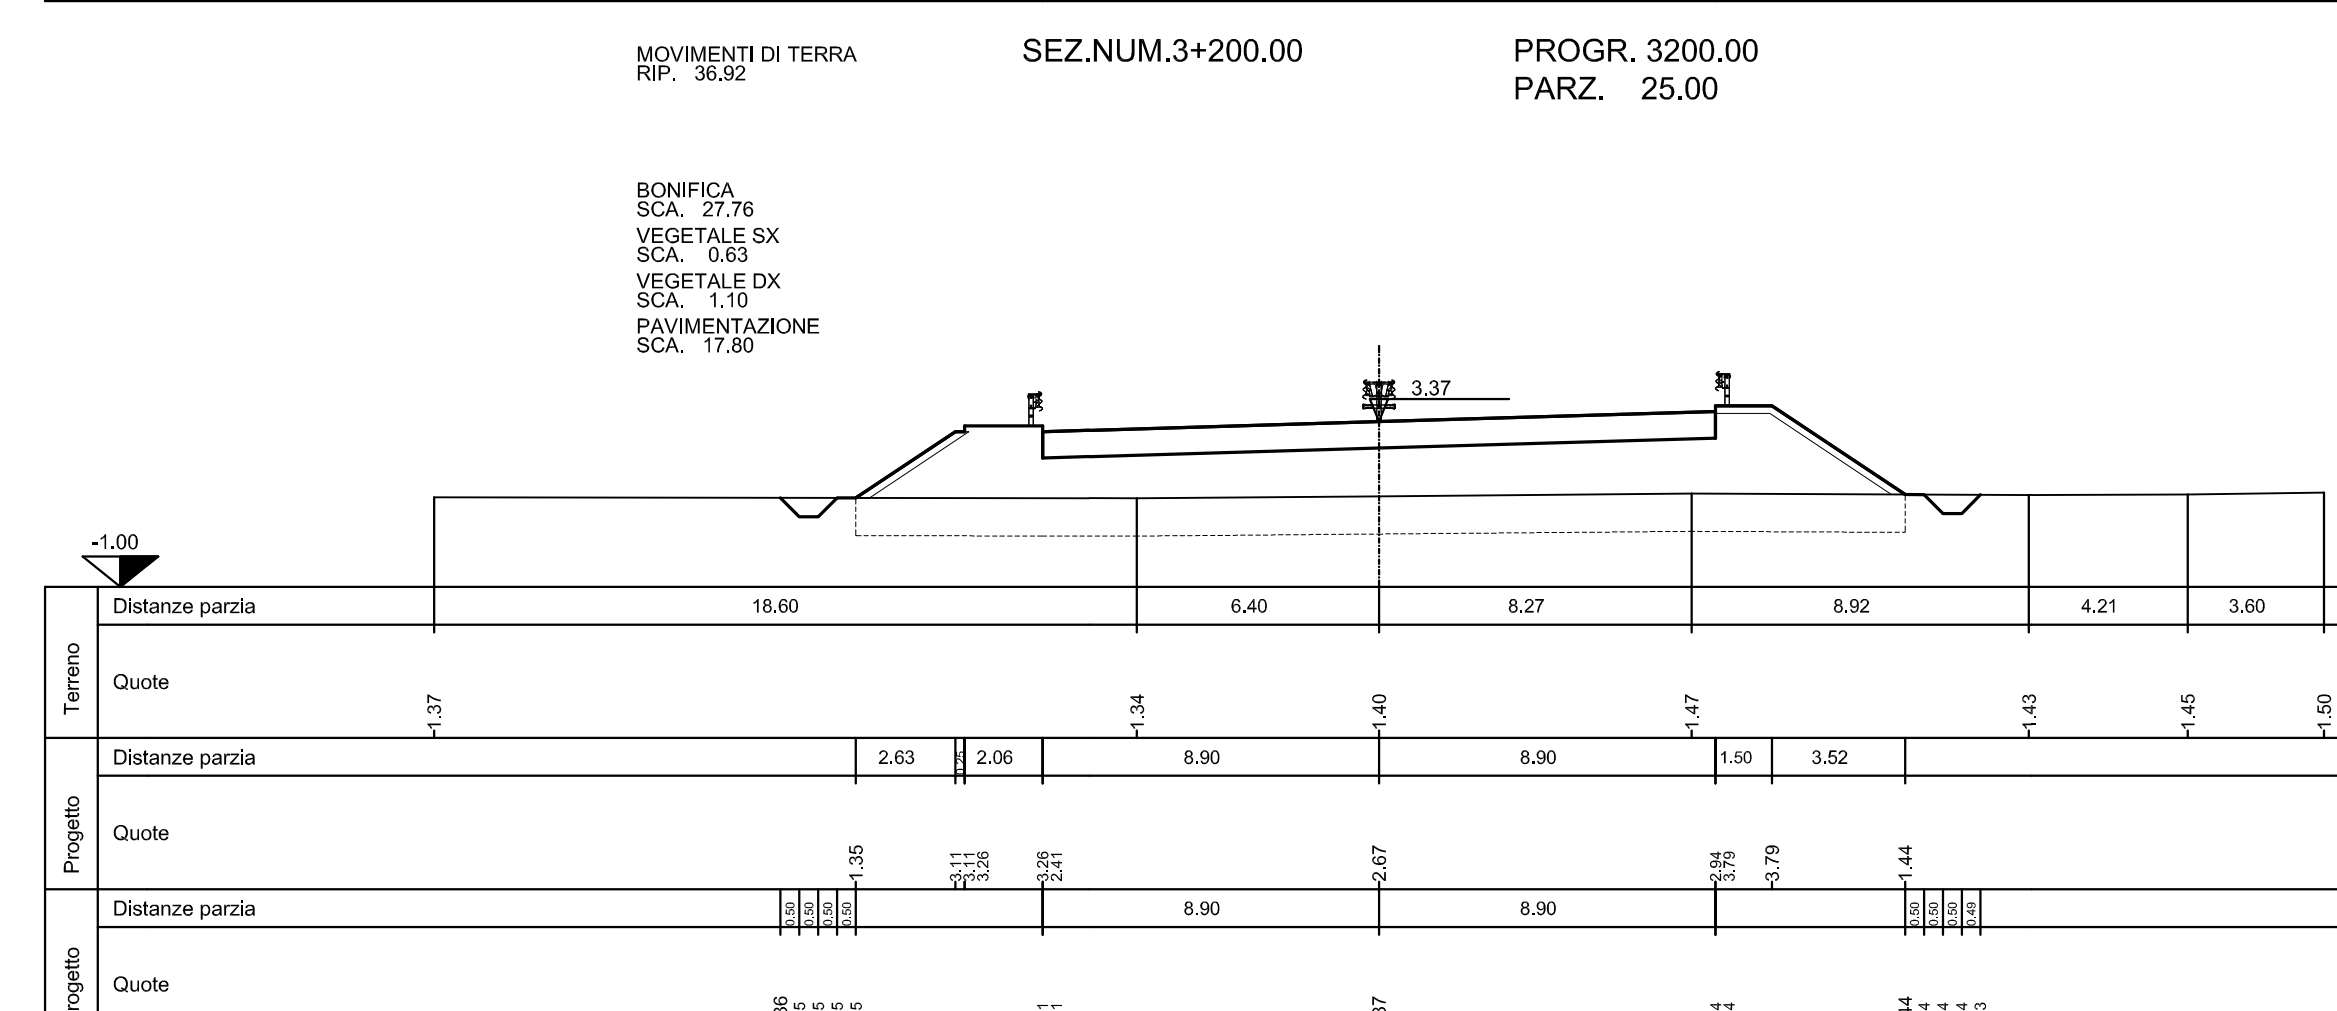 MOVIMENTI DI TERRA
RIP. 36.92
SEZ.NUM.3+200.00
PROGR. 3200.00
PARZ. 25.00
BONIFICA
SCA. 27.76
VEGETALE SX
SCA. 0.63
VEGETALE DX
SCA. 1.10
PAVIMENTAZIONE
SCA. 17.80
3.37
-1.00
Terreno
Distanze parzia
18.60 6.40 8.27 8.92 4.21 3.60
Quote
1.37 1.34 1.40 1.47 1.43 1.45 1.50
Progetto
Distanze parzia
2.63 0.25 2.06 8.90 8.90 1.50 3.52
Quote
1.35 3.11 3.11 3.26 3.26 2.41 2.67 2.94 3.79 3.79 1.44
Distanze parzia
0.50 0.50 0.50 0.50 8.90 8.90 0.50 0.50 0.50 0.49
Quote